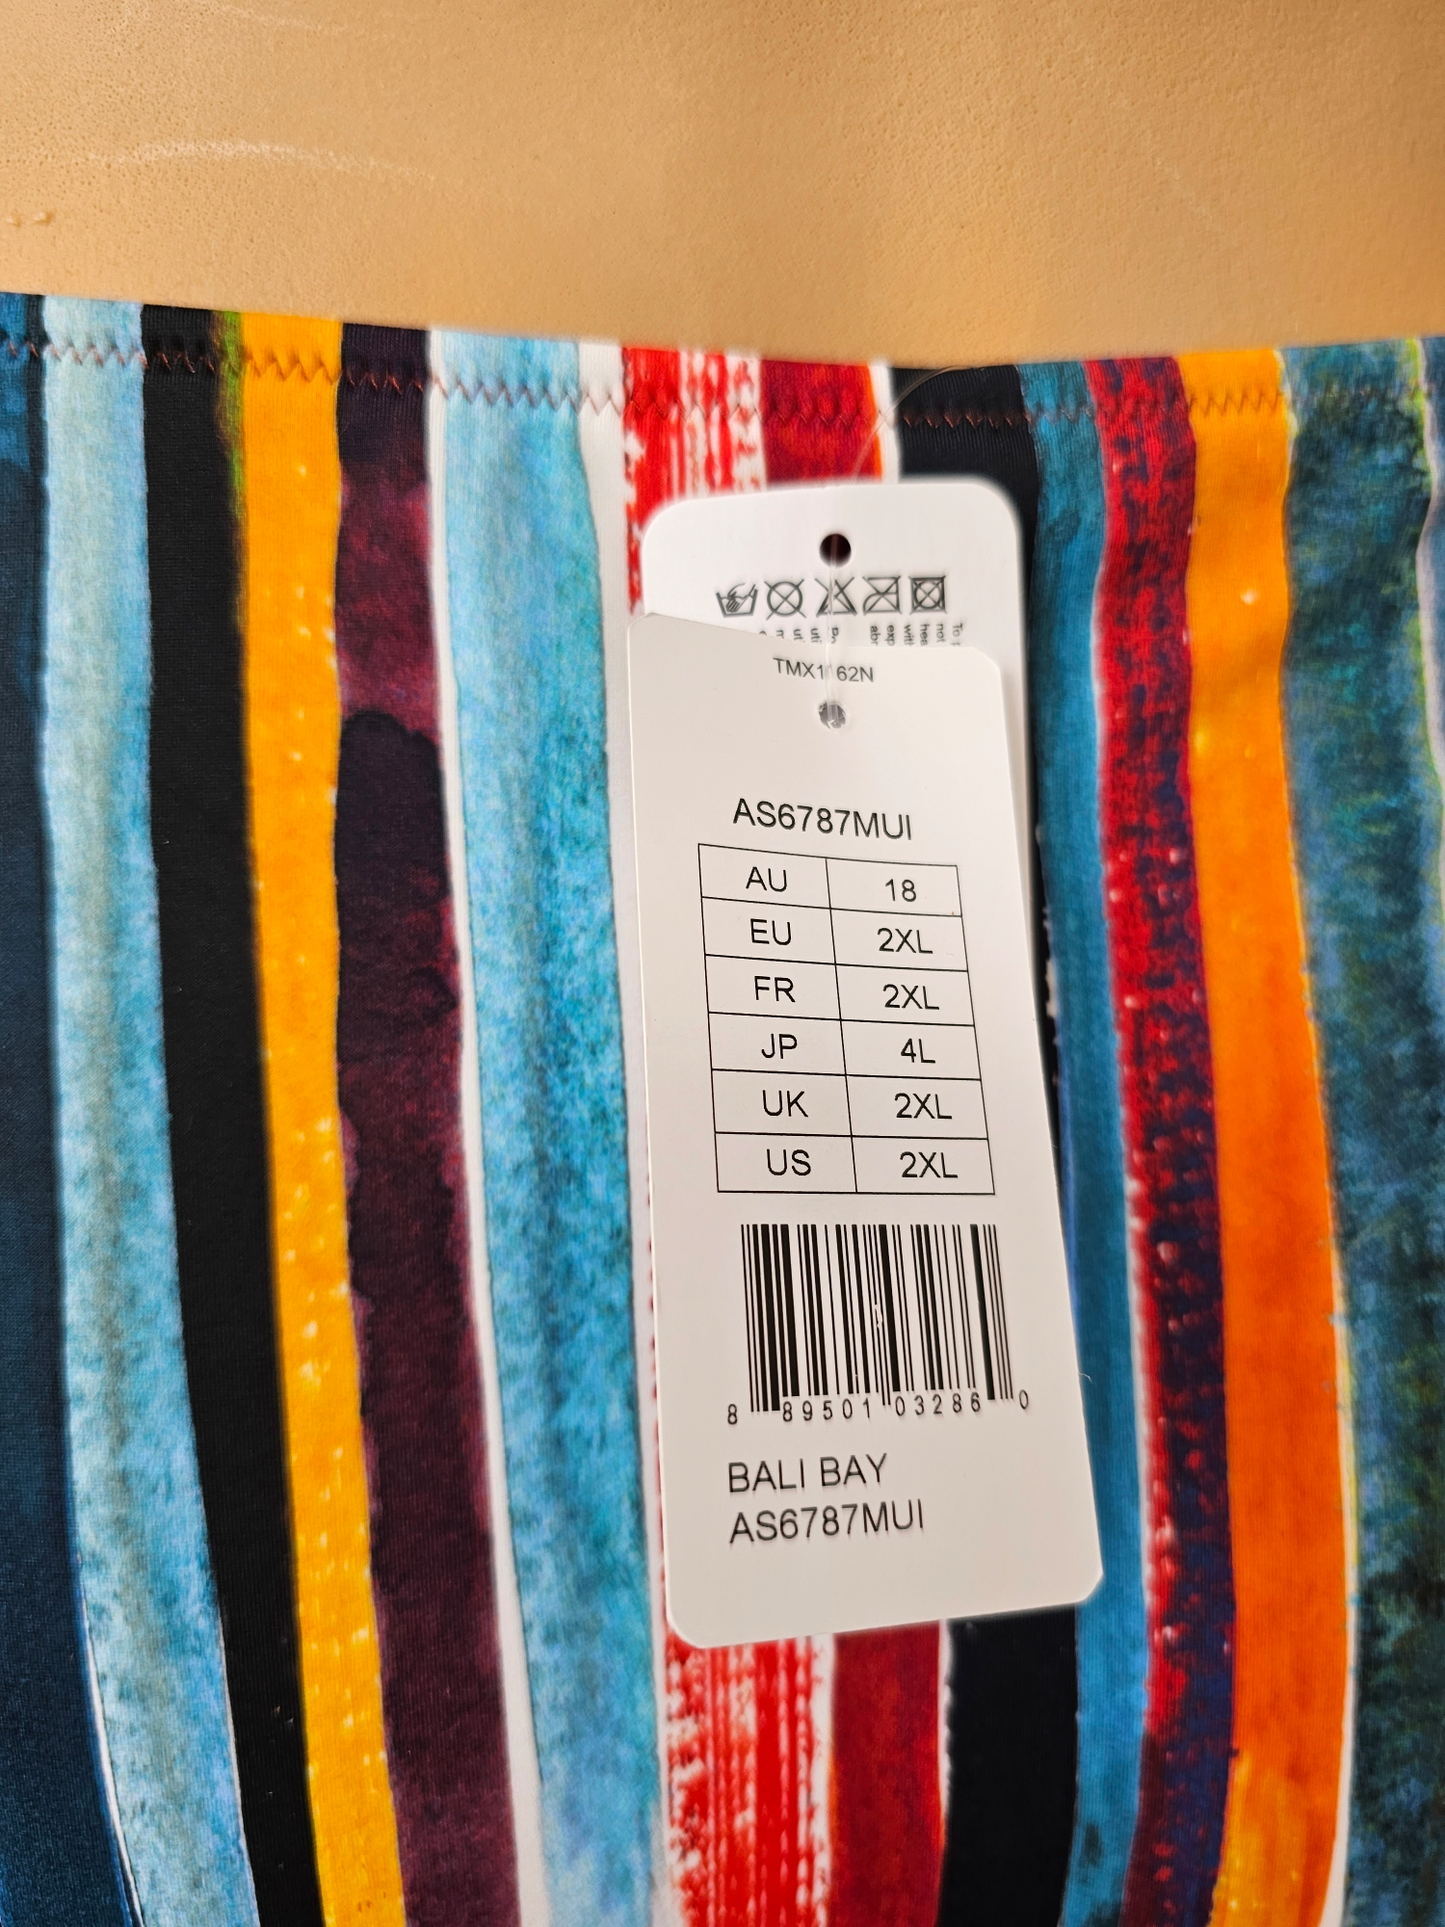 AS6787MUI
AU 18
EU 2XL
FR 2XL
JP 4L
UK 2XL
US 2XL
8 89501 03286 0
BALI BAY
AS6787MUI